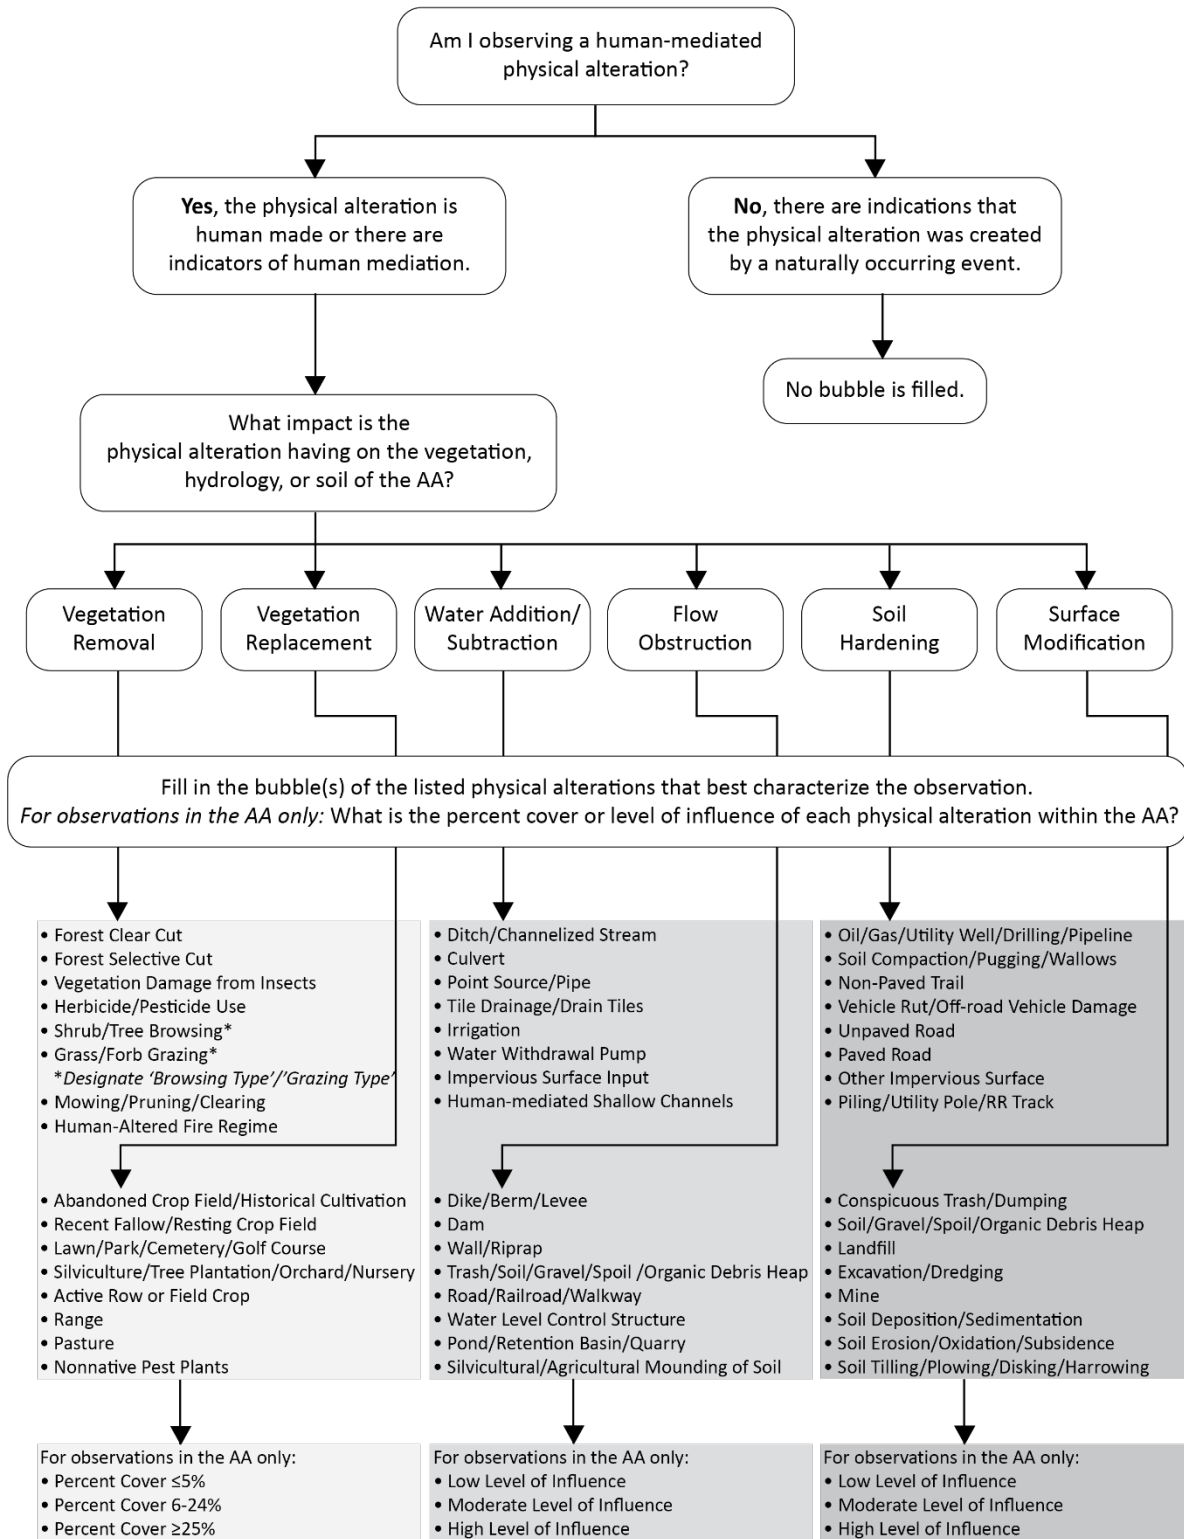 Am I observing a human-mediated
physical alteration?
Yes, the physical alteration is
human made or there are
indicators of human mediation.
No, there are indications that
the physical alteration was created
by a naturally occurring event.
No bubble is filled.
What impact is the
physical alteration having on the vegetation,
hydrology, or soil of the AA?
Vegetation
Removal
Vegetation
Replacement
Water Addition/
Subtraction
Flow
Obstruction
Soil
Hardening
Surface
Modification
Fill in the bubble(s) of the listed physical alterations that best characterize the observation.
For observations in the AA only: What is the percent cover or level of influence of each physical alteration within the AA?
• Forest Clear Cut
• Forest Selective Cut
• Vegetation Damage from Insects
• Herbicide/Pesticide Use
• Shrub/Tree Browsing*
• Grass/Forb Grazing*
*Designate 'Browsing Type'/'Grazing Type'
• Mowing/Pruning/Clearing
• Human-Altered Fire Regime
• Abandoned Crop Field/Historical Cultivation
• Recent Fallow/Resting Crop Field
• Lawn/Park/Cemetery/Golf Course
• Silviculture/Tree Plantation/Orchard/Nursery
• Active Row or Field Crop
• Range
• Pasture
• Nonnative Pest Plants
• Ditch/Channelized Stream
• Culvert
• Point Source/Pipe
• Tile Drainage/Drain Tiles
• Irrigation
• Water Withdrawal Pump
• Impervious Surface Input
• Human-mediated Shallow Channels
• Dike/Berm/Levee
• Dam
• Wall/Riprap
• Trash/Soil/Gravel/Spoil /Organic Debris Heap
• Road/Railroad/Walkway
• Water Level Control Structure
• Pond/Retention Basin/Quarry
• Silvicultural/Agricultural Mounding of Soil
• Oil/Gas/Utility Well/Drilling/Pipeline
• Soil Compaction/Pugging/Wallows
• Non-Paved Trail
• Vehicle Rut/Off-road Vehicle Damage
• Unpaved Road
• Paved Road
• Other Impervious Surface
• Piling/Utility Pole/RR Track
• Conspicuous Trash/Dumping
• Soil/Gravel/Spoil/Organic Debris Heap
• Landfill
• Excavation/Dredging
• Mine
• Soil Deposition/Sedimentation
• Soil Erosion/Oxidation/Subsidence
• Soil Tilling/Plowing/Disking/Harrowing
For observations in the AA only:
• Percent Cover ≤5%
• Percent Cover 6-24%
• Percent Cover ≥25%
For observations in the AA only:
• Low Level of Influence
• Moderate Level of Influence
• High Level of Influence
For observations in the AA only:
• Low Level of Influence
• Moderate Level of Influence
• High Level of Influence